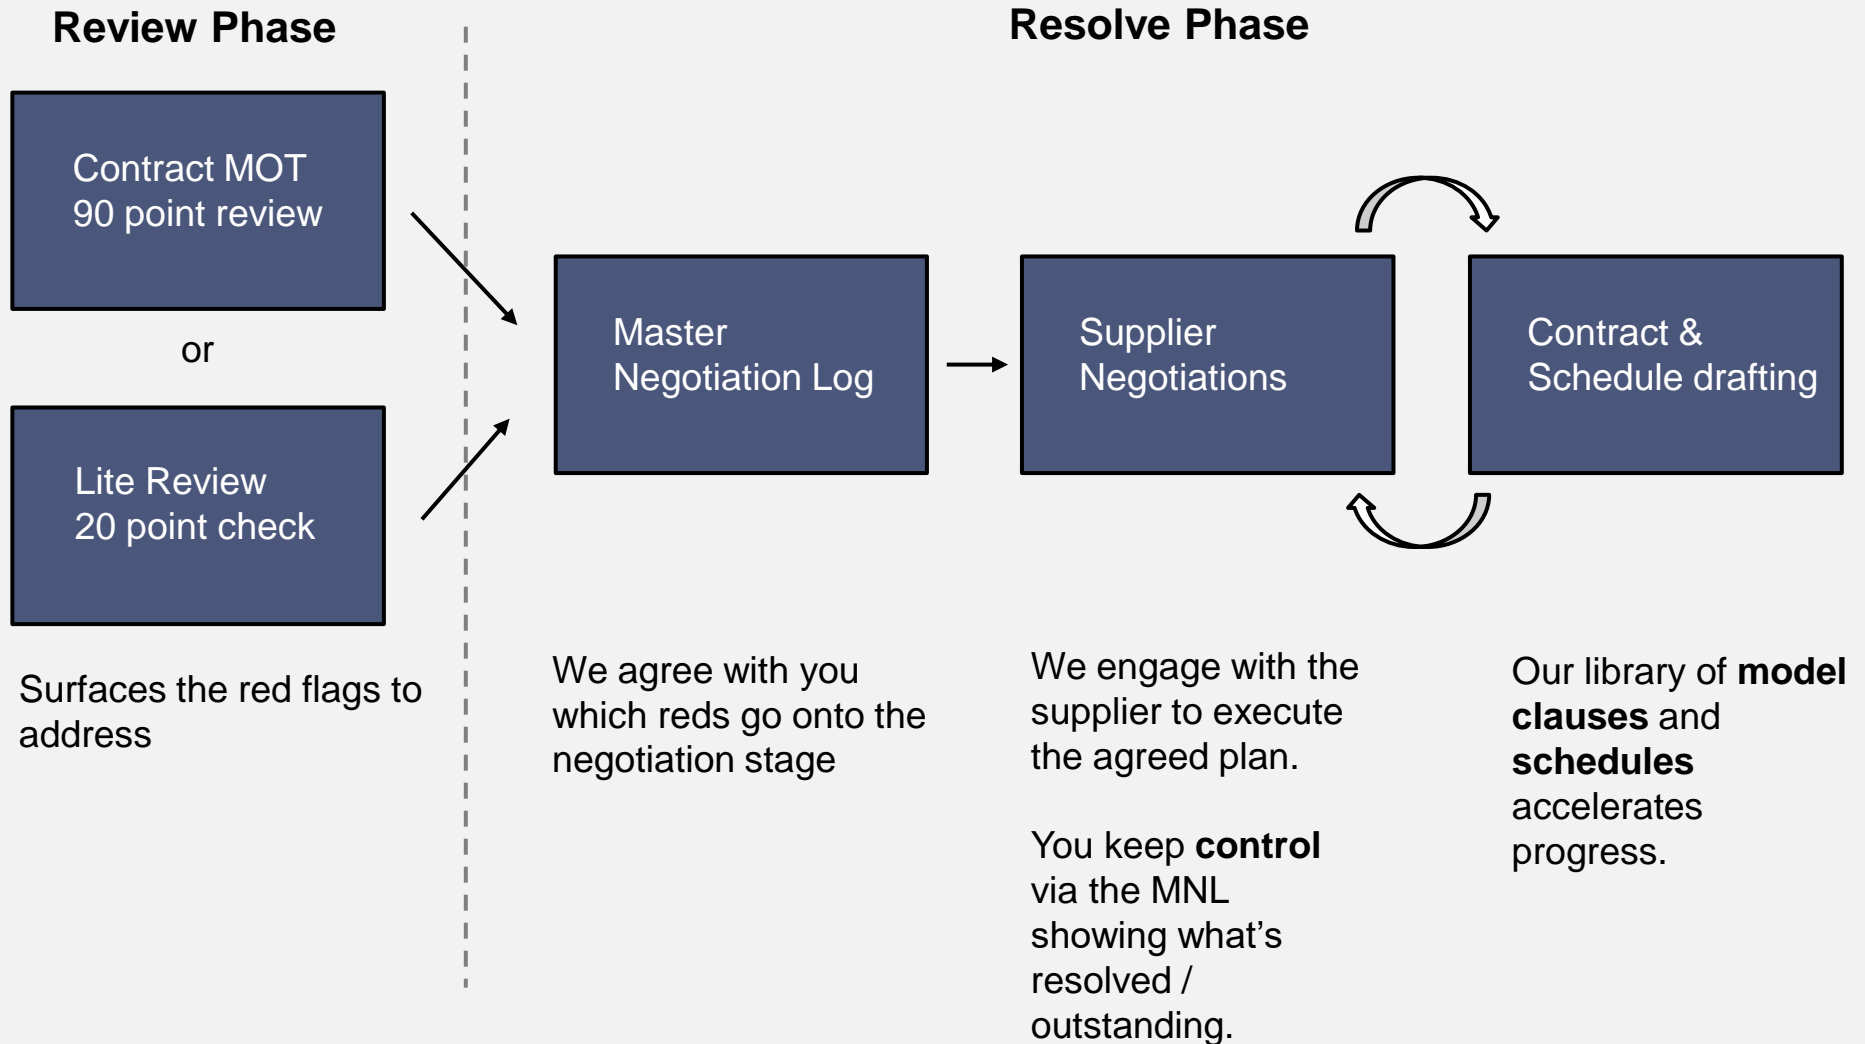 Review Phase
Resolve Phase
Contract MOT
90 point review
or
Lite Review
20 point check
Surfaces the red flags to
address
Master
Negotiation Log
We agree with you
which reds go onto the
negotiation stage
Supplier
Negotiations
We engage with the
supplier to execute
the agreed plan.
You keep control
via the MNL
showing what's
resolved /
outstanding.
Contract &
Schedule drafting
Our library of model
clauses and
schedules
accelerates
progress.